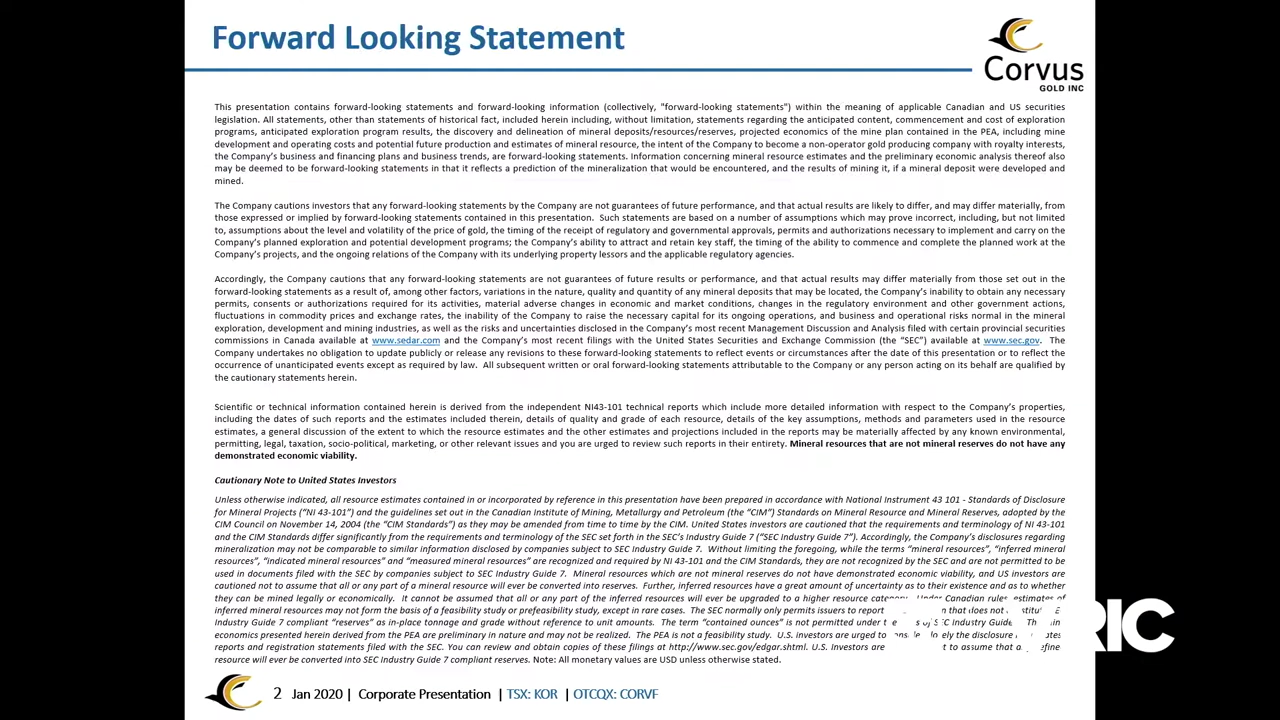 Forward Looking Statement
Corvus
GOLD INC
This presentation contains forward-looking statements and forward-looking information (collectively, "forward-looking statements") within the meaning of applicable Canadian and US securities
legislation. All statements, other than statements of historical fact, included herein including, without limitation, statements regarding the anticipated content, commencement and cost of exploration
programs, anticipated exploration program results, the discovery and delineation of mineral deposits/resources/reserves, projected economics of the mine plan contained in the PEA, including mine
development and operating costs and potential future production and estimates of mineral resource, the intent of the Company to become a non-operator gold producing company with royalty interests,
the Company's business and financing plans and business trends, are forward-looking statements. Information concerning mineral resource estimates and the preliminary economic analysis thereof also
may be deemed to be forward-looking statements in that it reflects a prediction of the mineralization that would be encountered, and the results of mining it, if a mineral deposit were developed and
mined.
The Company cautions investors that any forward-looking statements by the Company are not guarantees of future performance, and that actual results are likely to differ, and may differ materially, from
those expressed or implied by forward-looking statements contained in this presentation. Such statements are based on a number of assumptions which may prove incorrect, including, but not limited
to, assumptions about the level and volatility of the price of gold, the timing of the receipt of regulatory and governmental approvals, permits and authorizations necessary to implement and carry on the
Company's planned exploration and potential development programs; the Company's ability to attract and retain key staff, the timing of the ability to commence and complete the planned work at the
Company's projects, and the ongoing relations of the Company with its underlying property lessors and the applicable regulatory agencies.
Accordingly, the Company cautions that any forward-looking statements are not guarantees of future results or performance, and that actual results may differ materially from those set out in the
forward-looking statements as a result of, among other factors, variations in the nature, quality and quantity of any mineral deposits that may be located, the Company's inability to obtain any necessary
permits, consents or authorizations required for its activities, material adverse changes in economic and market conditions, changes in the regulatory environment and other government actions,
fluctuations in commodity prices and exchange rates, the inability of the Company to raise the necessary capital for its ongoing operations, and business and operational risks normal in the mineral
exploration, development and mining industries, as well as the risks and uncertainties disclosed in the Company's most recent Management Discussion and Analysis filed with certain provincial securities
commissions in Canada available at www.sedar.com and the Company's most recent filings with the United States Securities and Exchange Commission (the "SEC") available at www.sec.gov. The
Company undertakes no obligation to update publicly or release any revisions to these forward-looking statements to reflect events or circumstances after the date of this presentation or to reflect the
occurrence of unanticipated events except as required by law. All subsequent written or oral forward-looking statements attributable to the Company or any person acting on its behalf are qualified by
the cautionary statements herein.
Scientific or technical information contained herein is derived from the independent NI43-101 technical reports which include more detailed information with respect to the Company's properties,
including the dates of such reports and the estimates included therein, details of quality and grade of each resource, details of the key assumptions, methods and parameters used in the resource
estimates, a general discussion of the extent to which the resource estimates and the other estimates and projections included in the reports may be materially affected by any known environmental,
permitting, legal, taxation, socio-political, marketing, or other relevant issues and you are urged to review such reports in their entirety. Mineral resources that are not mineral reserves do not have any
demonstrated economic viability.
Cautionary Note to United States Investors
Unless otherwise indicated, all resource estimates contained in or incorporated by reference in this presentation have been prepared in accordance with National Instrument 43 101 - Standards of Disclosure
for Mineral Projects ("NI 43-101") and the guidelines set out in the Canadian Institute of Mining, Metallurgy and Petroleum (the "CIM") Standards on Mineral Resource and Mineral Reserves, adopted by the
CIM Council on November 14, 2004 (the "CIM Standards") as they may be amended from time to time by the CIM. United States investors are cautioned that the requirements and terminology of NI 43-101
and the CIM Standards differ significantly from the requirements and terminology of the SEC set forth in the SEC's Industry Guide 7 ("SEC Industry Guide 7"). Accordingly, the Company's disclosures regarding
mineralization may not be comparable to similar information disclosed by companies subject to SEC Industry Guide 7. Without limiting the foregoing, while the terms "mineral resources", "inferred mineral
resources", "indicated mineral resources" and "measured mineral resources" are recognized and required by NI 43-101 and the CIM Standards, they are not recognized by the SEC and are not permitted to be
used in documents filed with the SEC by companies subject to SEC Industry Guide 7. Mineral resources which are not mineral reserves do not have demonstrated economic viability, and US investors are
cautioned not to assume that all or any part of a mineral resource will ever be converted into reserves. Further, inferred resources have a great amount of uncertainty as to their existence and as to whether
they can be mined legally or economically. It cannot be assumed that all or any part of the inferred resources will ever be upgraded to a higher resource category. Under Canadian rules estimates of
inferred mineral resources may not form the basis of a feasibility study or prefeasibility study, except in rare cases. The SEC normally only permits issuers to report that does not
Industry Guide 7 compliant "reserves" as in-place tonnage and grade without reference to unit amounts. The term "contained ounces" is not permitted under the of SEC Industry Guide
economics presented herein derived from the PEA are preliminary in nature and may not be realized. The PEA is not a feasibility study. U.S. investors are urged to the disclosure
reports and registration statements filed with the SEC. You can review and obtain copies of these filings at http://www.sec.gov/edgar.shtml. U.S. Investors are to assume that
resource will ever be converted into SEC Industry Guide 7 compliant reserves. Note: All monetary values are USD unless otherwise stated.
RIC
2 Jan 2020 | Corporate Presentation | TSX: KOR | OTCQX: CORVF